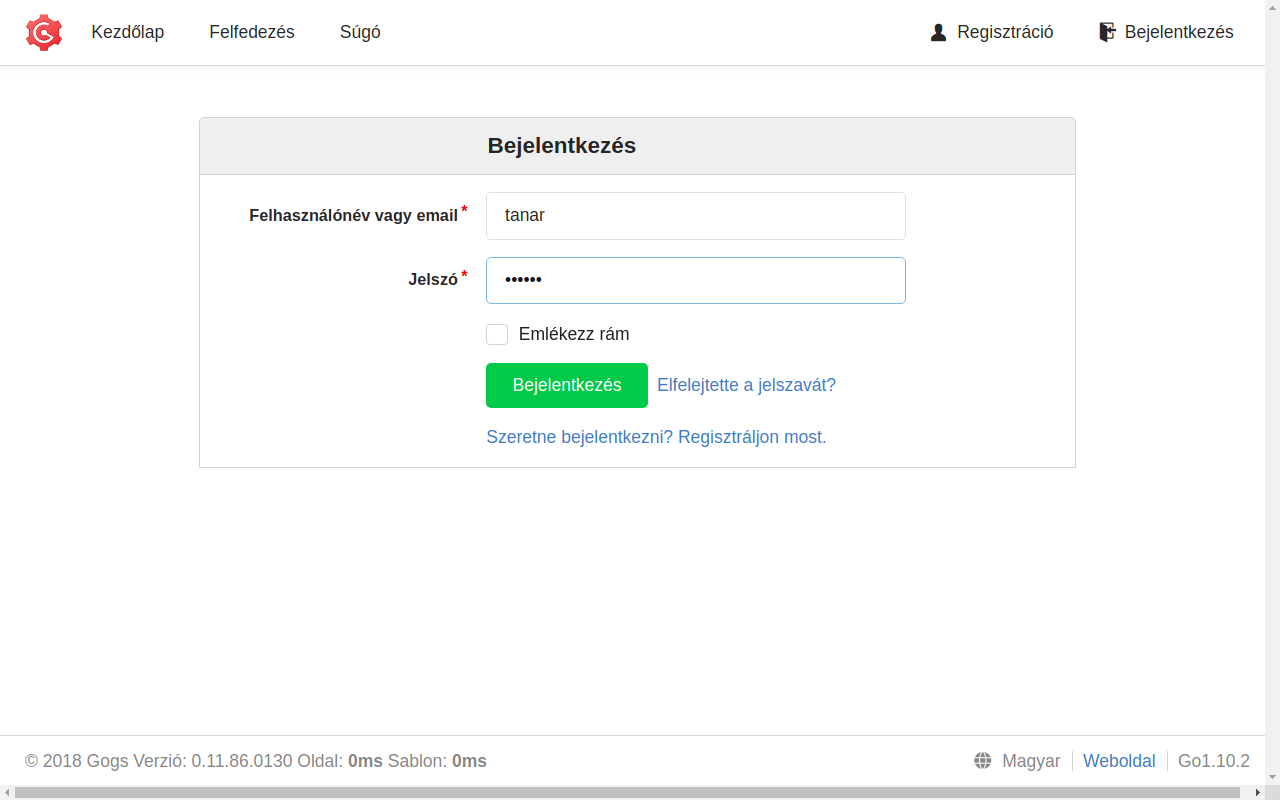 Kezdőlap Felfedezés Súgó Regisztráció Bejelentkezés
Bejelentkezés
Felhasználónév vagy email * tanar
Jelszó * ••••••
Emlékezz rám
Bejelentkezés Elfelejtette a jelszavát?
Szeretne bejelentkezni? Regisztráljon most.
© 2018 Gogs Verzió: 0.11.86.0130 Oldal: 0ms Sablon: 0ms Magyar Weboldal Go1.10.2